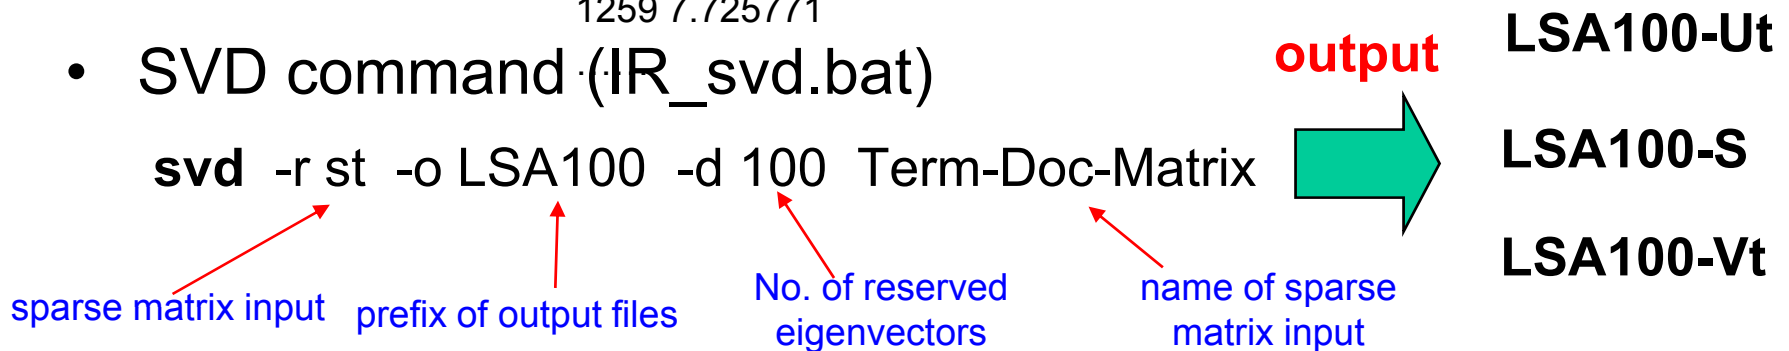 1259 7.725771
• SVD command (IR_svd.bat)
......
output
LSA100-Ut
svd -r st -o LSA100 -d 100 Term-Doc-Matrix
LSA100-S
LSA100-Vt
sparse matrix input
prefix of output files
No. of reserved
eigenvectors
name of sparse
matrix input